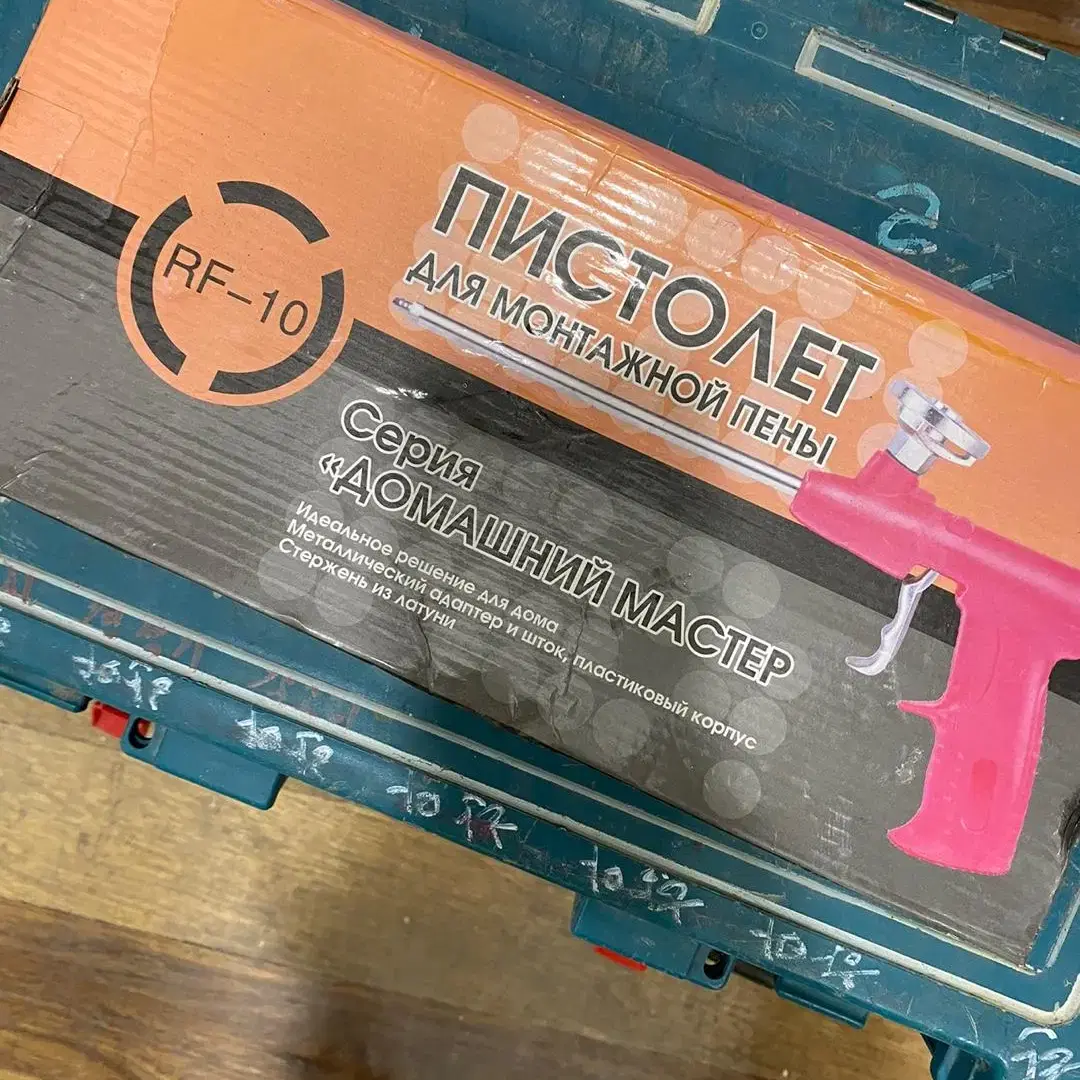 RF-10
ПИСТОЛЕТ
ДЛЯ МОНТАЖНОЙ ПЕНЫ
Серия
«ДОМАШНИЙ МАСТЕР
Идеальное решение для дома
Металлический адаптер и шток, пластиковый корпус
Стержень из латуни